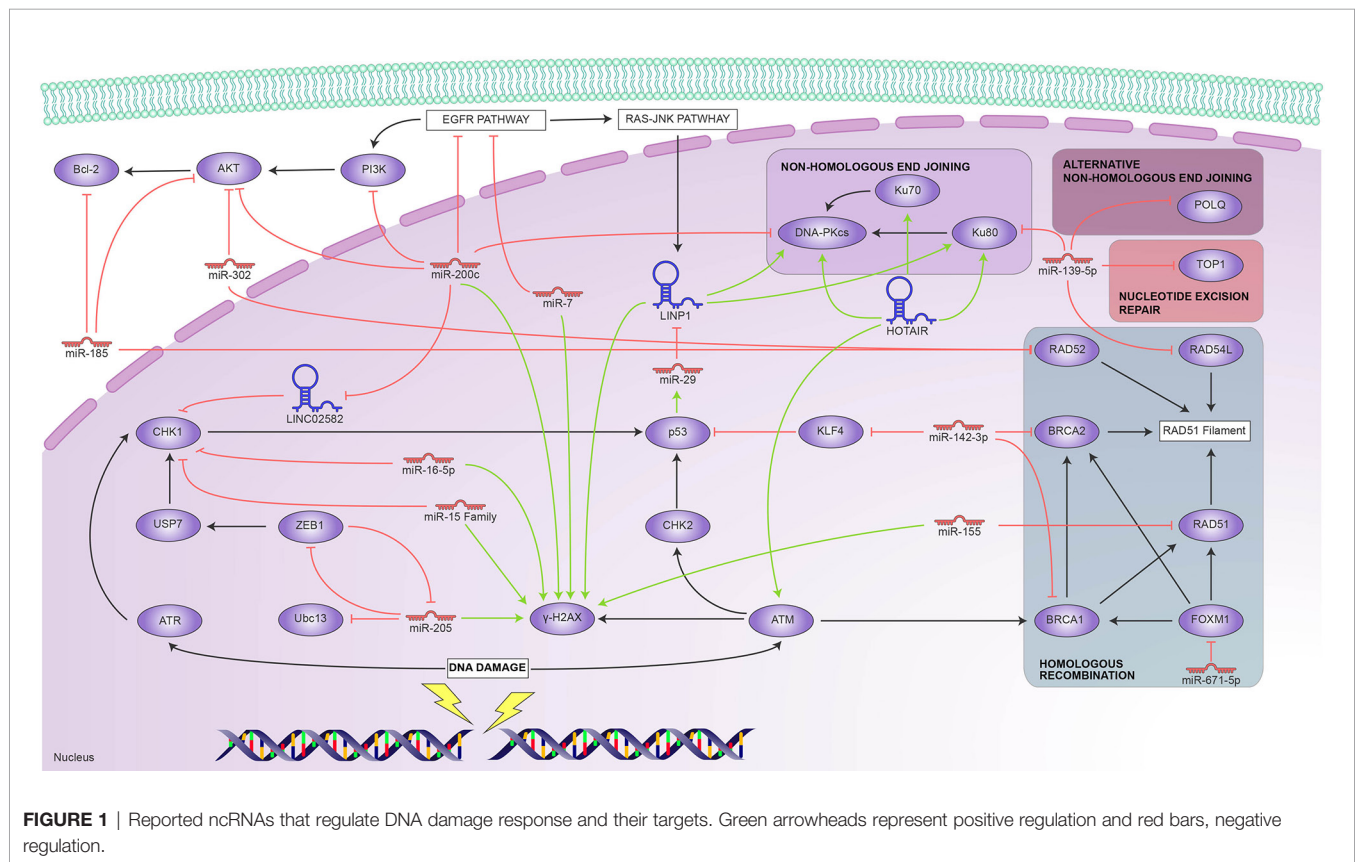 EGFR PATHWAY
RAS-JNK PATWHAY
Bcl-2
AKT
PI3K
NON-HOMOLOGOUS END JOINING
Ku70
DNA-PKcs
Ku80
ALTERNATIVE
NON-HOMOLOGOUS END JOINING
POLQ
miR-302
miR-200c
miR-7
LINP1
HOTAIR
miR-139-5p
TOP1
NUCLEOTIDE EXCISION
REPAIR
miR-185
miR-29
RAD52
RAD54L
LINC02582
CHK1
p53
KLF4
miR-142-3p
BRCA2
RAD51 Filament
miR-16-5p
miR-15 Family
USP7
ZEB1
CHK2
miR-155
RAD51
ATR
Ubc13
miR-205
γ-H2AX
ATM
BRCA1
FOXM1
DNA DAMAGE
HOMOLOGOUS
RECOMBINATION
miR-671-5p
Nucleus
FIGURE 1 | Reported ncRNAs that regulate DNA damage response and their targets. Green arrowheads represent positive regulation and red bars, negative
regulation.